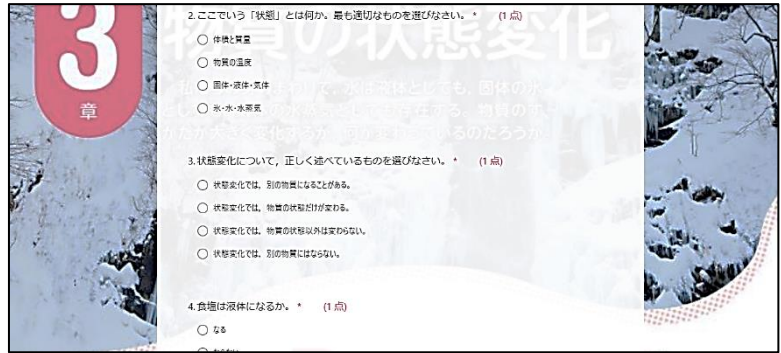 3
章
物質の状態変化
2.ここでいう「状態」とは何か。最も適切なものを選びなさい。 * (1 点)
体積と質量
物質の温度
固体・液体・気体
氷・水・水蒸気
3.状態変化について，正しく述べているものを選びなさい。 * (1 点)
状態変化では，別の物質になることがある。
状態変化では，物質の状態だけが変わる。
状態変化では，物質の状態以外は変わらない。
状態変化では，別の物質にはならない。
4.食塩は液体になるか。 * (1 点)
なる